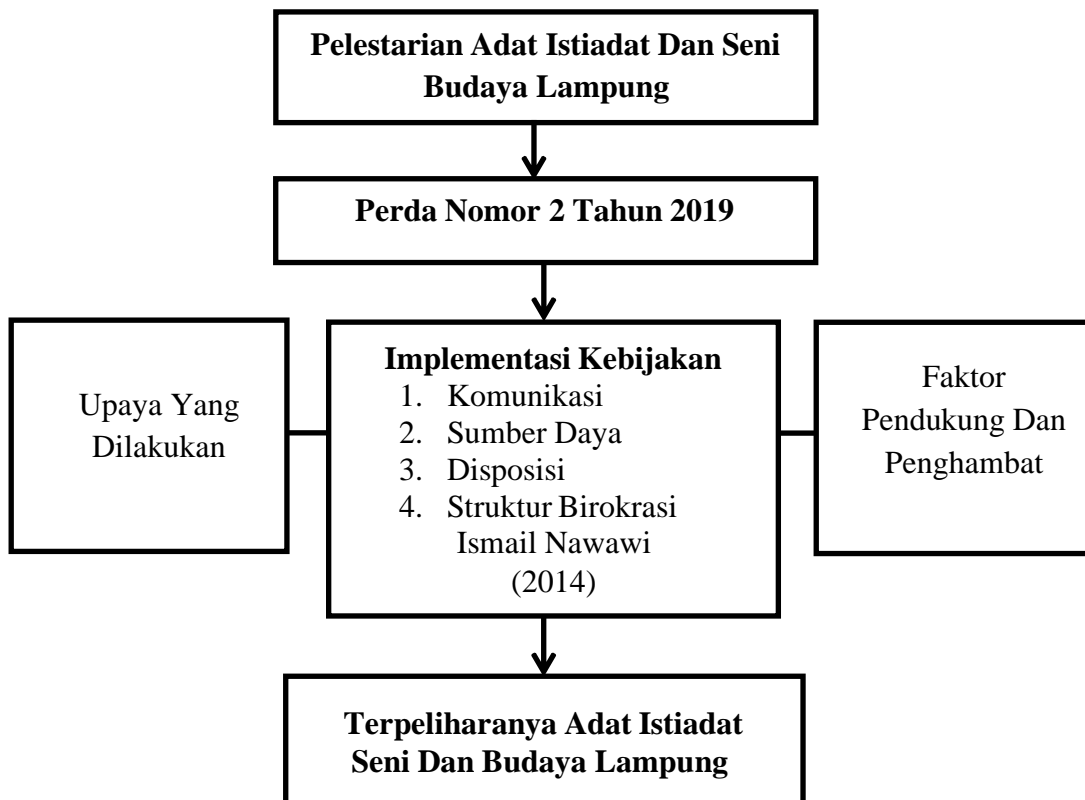 Pelestarian Adat Istiadat Dan Seni
Budaya Lampung
Perda Nomor 2 Tahun 2019
Upaya Yang
Dilakukan
Implementasi Kebijakan
1. Komunikasi
2. Sumber Daya
3. Disposisi
4. Struktur Birokrasi
Ismail Nawawi
(2014)
Faktor
Pendukung Dan
Penghambat
Terpeliharanya Adat Istiadat
Seni Dan Budaya Lampung